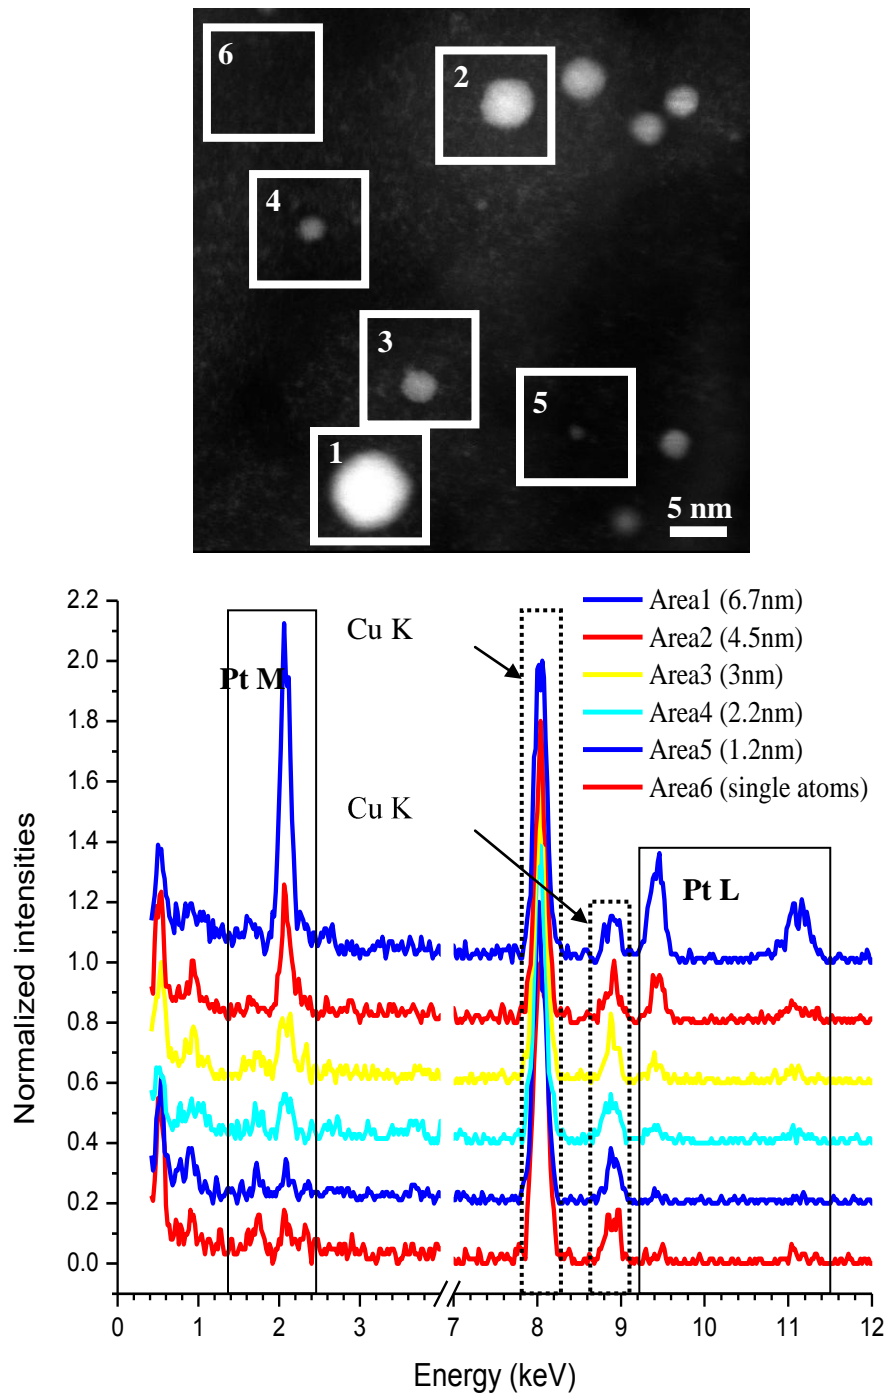 6
2
4
3
5
1
5 nm
2.2
2.0
1.8
1.6
1.4
1.2
1.0
0.8
0.6
0.4
0.2
0.0
Normalized intensities
Pt M
Cu K
Cu K
Pt L
Area1 (6.7nm)
Area2 (4.5nm)
Area3 (3nm)
Area4 (2.2nm)
Area5 (1.2nm)
Area6 (single atoms)
0 1 2 3 4 7 8 9 10 11 12
Energy (keV)